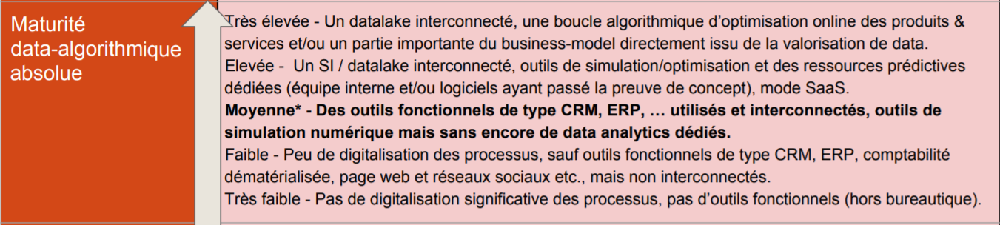 Maturité
data-algorithmique
absolue
Très élevée - Un datalake interconnecté, une boucle algorithmique d’optimisation online des produits &
services et/ou un partie importante du business-model directement issu de la valorisation de data.
Elevée - Un SI / datalake interconnecté, outils de simulation/optimisation et des ressources prédictives
dédiées (équipe interne et/ou logiciels ayant passé la preuve de concept), mode SaaS.
Moyenne* - Des outils fonctionnels de type CRM, ERP, … utilisés et interconnectés, outils de
simulation numérique mais sans encore de data analytics dédiés.
Faible - Peu de digitalisation des processus, sauf outils fonctionnels de type CRM, ERP, comptabilité
dématérialisée, page web et réseaux sociaux etc., mais non interconnectés.
Très faible - Pas de digitalisation significative des processus, pas d’outils fonctionnels (hors bureautique).